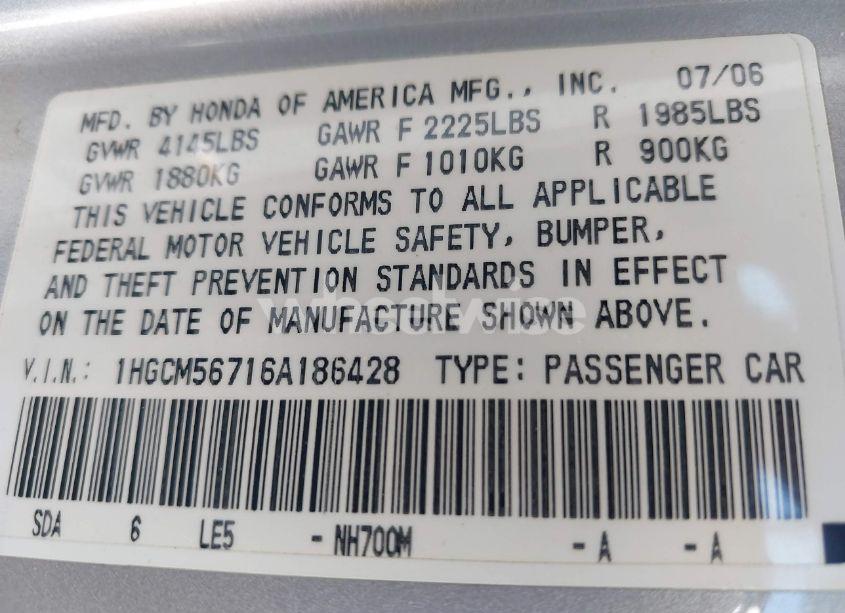 MFD. BY HONDA OF AMERICA MFG., INC. 07/06
GVWR 4145LBS GAWR F 2225LBS R 1985LBS
GVWR 1880KG GAWR F 1010KG R 900KG
THIS VEHICLE CONFORMS TO ALL APPLICABLE
FEDERAL MOTOR VEHICLE SAFETY, BUMPER,
AND THEFT PREVENTION STANDARDS IN EFFECT
ON THE DATE OF MANUFACTURE SHOWN ABOVE.
wheelvibe
V.I.N.: 1HGCM56716A186428 TYPE: PASSENGER CAR
SDA 6 LE5 - NH700M - A - A